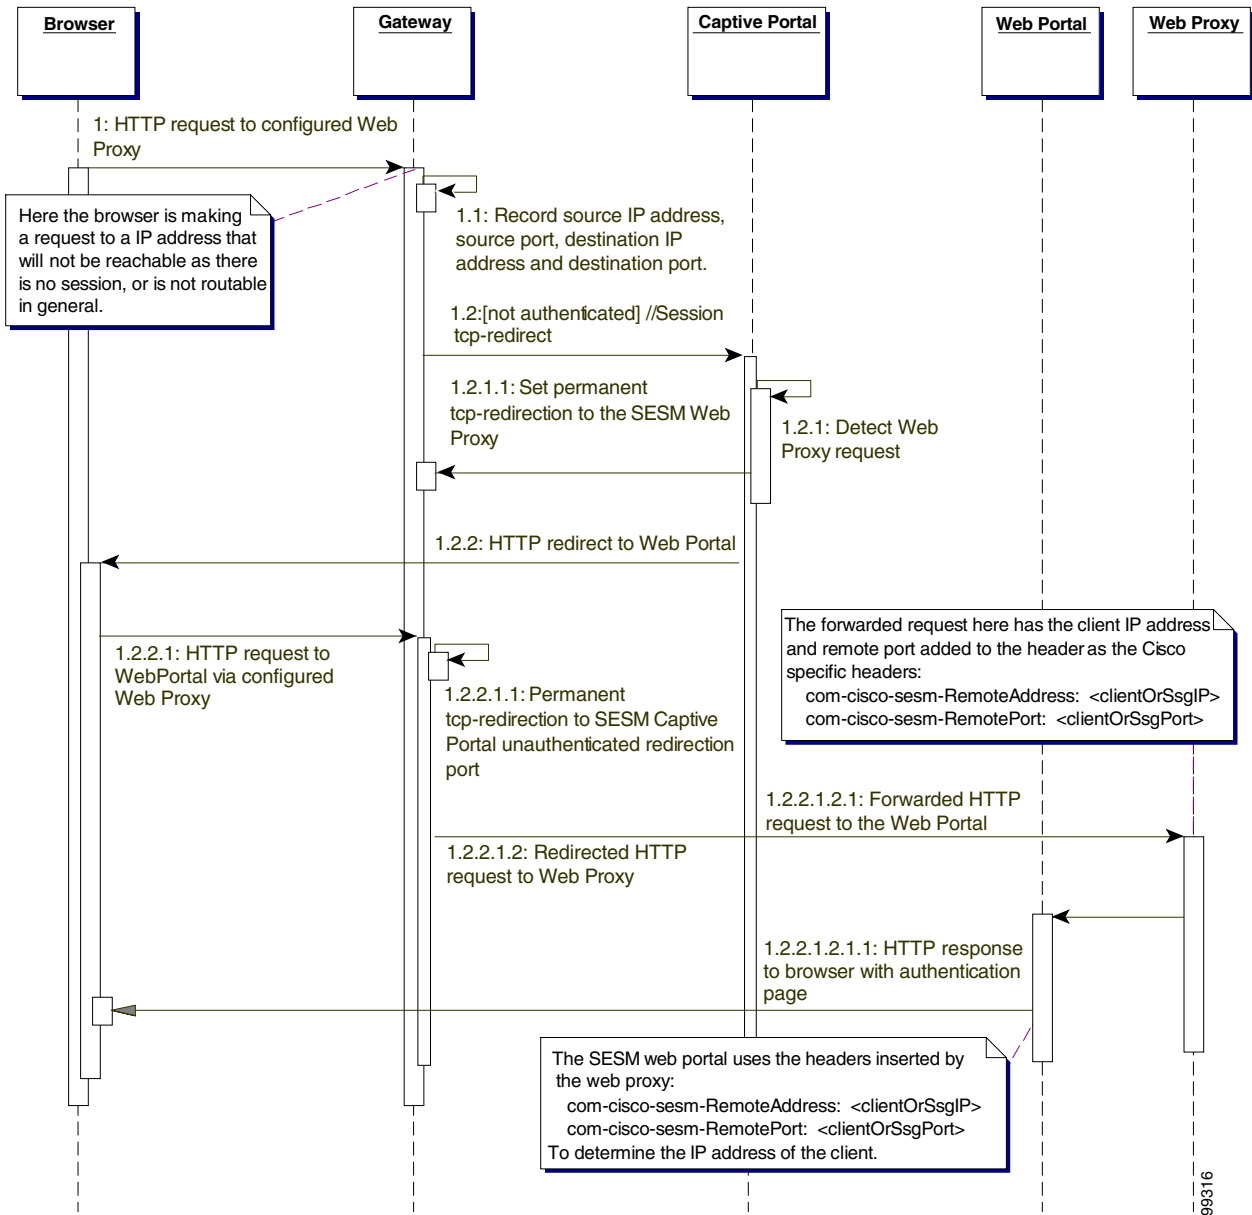 Browser
Gateway
Captive Portal
Web Portal
Web Proxy
1: HTTP request to configured Web
Proxy
Here the browser is making
a request to a IP address that
will not be reachable as there
is no session, or is not routable
in general.
1.1: Record source IP address,
source port, destination IP
address and destination port.
1.2:[not authenticated] //Session
tcp-redirect
1.2.1.1: Set permanent
tcp-redirection to the SESM Web
Proxy
1.2.1: Detect Web
Proxy request
1.2.2: HTTP redirect to Web Portal
1.2.2.1: HTTP request to
WebPortal via configured
Web Proxy
1.2.2.1.1: Permanent
tcp-redirection to SESM Captive
Portal unauthenticated redirection
port
The forwarded request here has the client IP address
and remote port added to the header as the Cisco
specific headers:
com-cisco-sesm-RemoteAddress: <clientOrSsgIP>
com-cisco-sesm-RemotePort: <clientOrSsgPort>
1.2.2.1.2.1: Forwarded HTTP
request to the Web Portal
1.2.2.1.2: Redirected HTTP
request to Web Proxy
1.2.2.1.2.1.1: HTTP response
to browser with authentication
page
The SESM web portal uses the headers inserted by
the web proxy:
com-cisco-sesm-RemoteAddress: <clientOrSsgIP>
com-cisco-sesm-RemotePort: <clientOrSsgPort>
To determine the IP address of the client.
99316